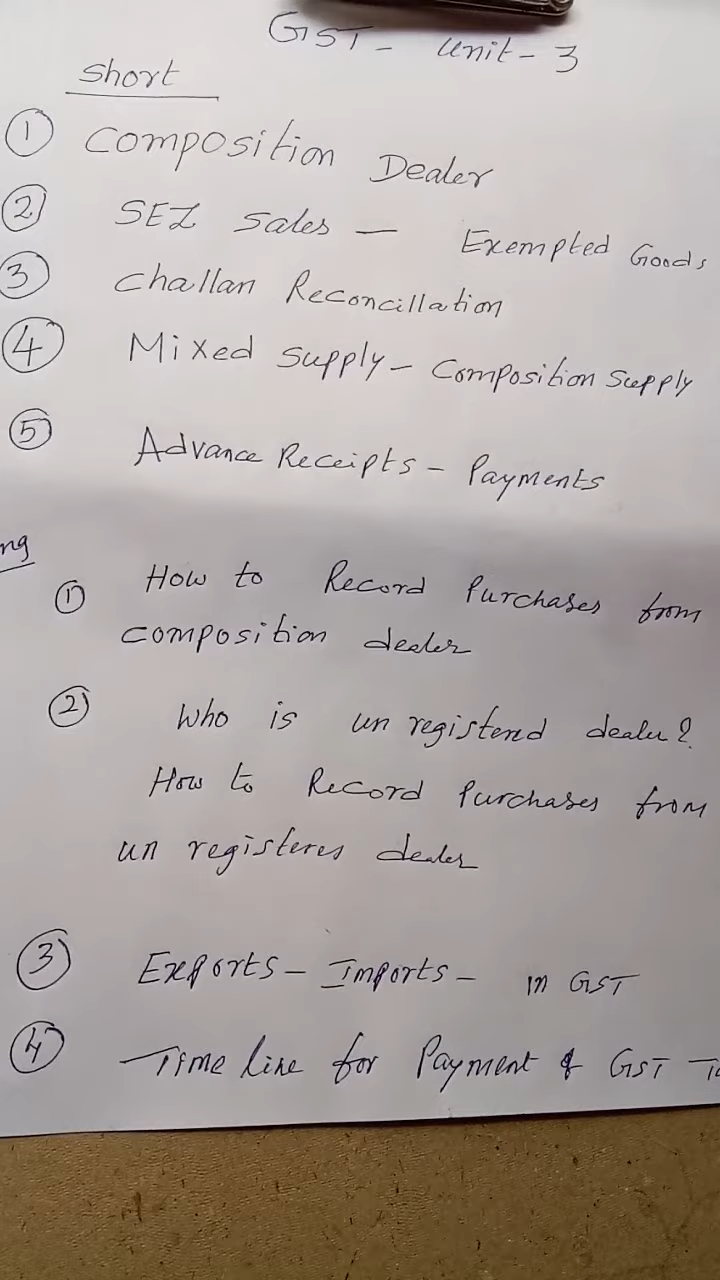 GST - unit - 3
Short
① Composition Dealer
② SEZ Sales — Exempted Goods
③ Challan Reconcillation
④ Mixed Supply - Composition Supply
⑤ Advance Receipts - Payments
ng
① How to Record Purchases from
composition dealer
② Who is un registered dealer?
How to Record Purchases from
un registeres dealer
③ Exports - Imports - in GST
④ Time line for Payment of GST